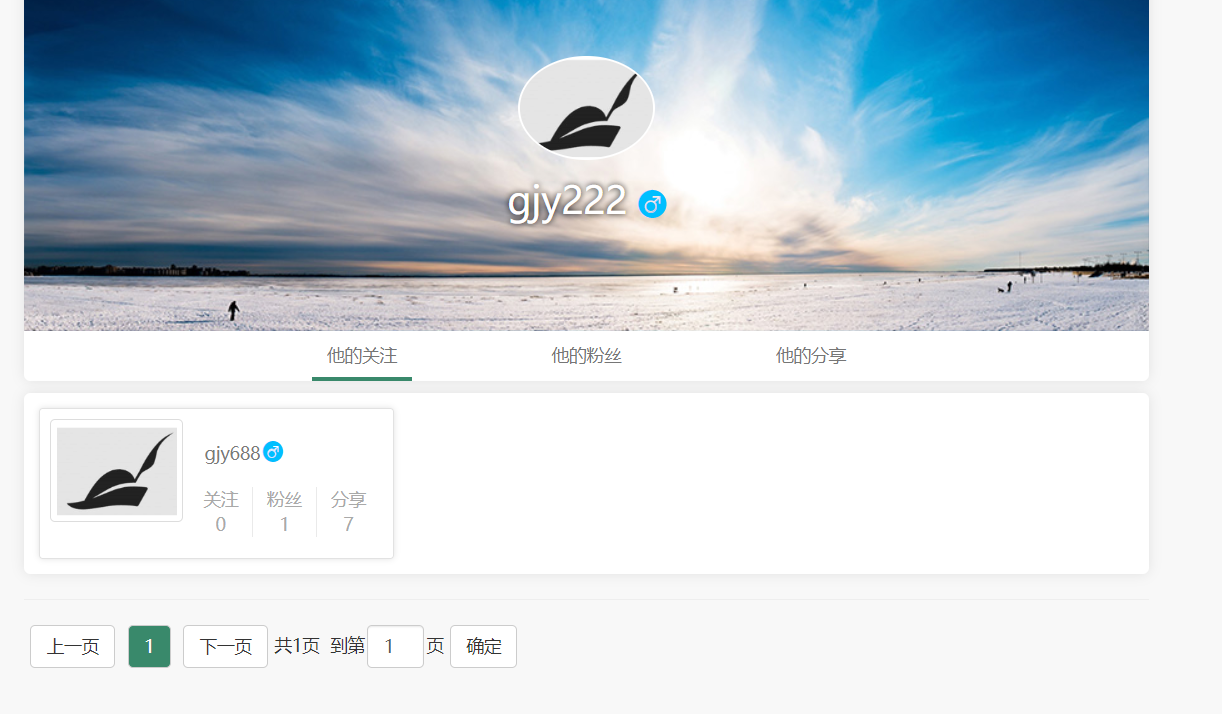 gjy222
他的关注 他的粉丝 他的分享
gjy688
关注 粉丝 分享
0 1 7
上一页 1 下一页 共1页 到第 1 页 确定